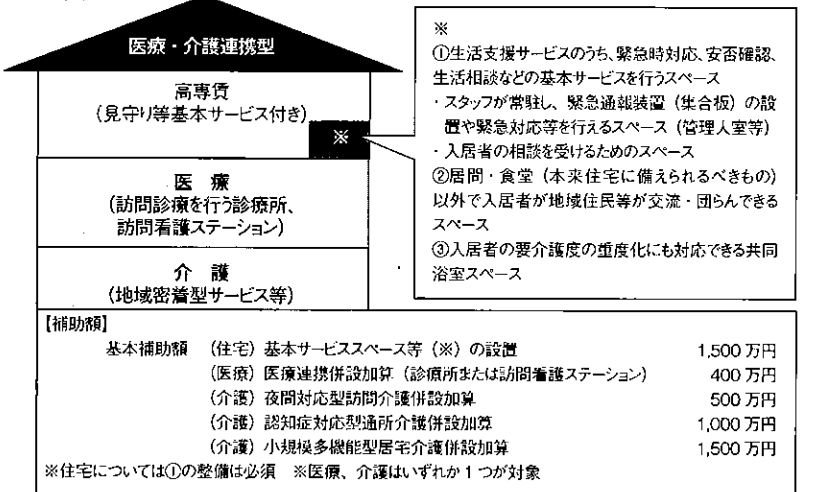 医療・介護連携型
高専賃
(見守り等基本サービス付き)
※
医 療
(訪問診療を行う診療所、
訪問看護ステーション)
介 護
(地域密着型サービス等)
※
①生活支援サービスのうち、緊急時対応、安否確認、
生活相談などの基本サービスを行うスペース
・スタッフが常駐し、緊急通報装置(集合板)の設
置や緊急対応等を行えるスペース(管理人室等)
・入居者の相談を受けるためのスペース
②居間・食堂(本来住宅に備えられるべきもの)
以外で入居者が地域住民等が交流・団らんできる
スペース
③入居者の要介護度の重度化にも対応できる共同
浴室スペース
【補助額】
基本補助額 (住宅)基本サービススペース等(※)の設置 1,500万円
(医療)医療連携併設加算(診療所または訪問看護ステーション) 400万円
(介護)夜間対応型訪問介護併設加算 500万円
(介護)認知症対応型通所介護併設加算 1,000万円
(介護)小規模多機能型居宅介護併設加算 1,500万円
※住宅については①の整備は必須 ※医療、介護はいずれか1つが対象